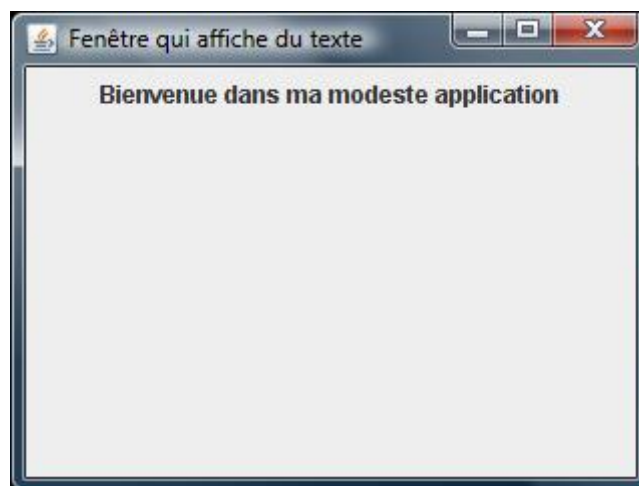 Fenêtre qui affiche du texte
Bienvenue dans ma modeste application